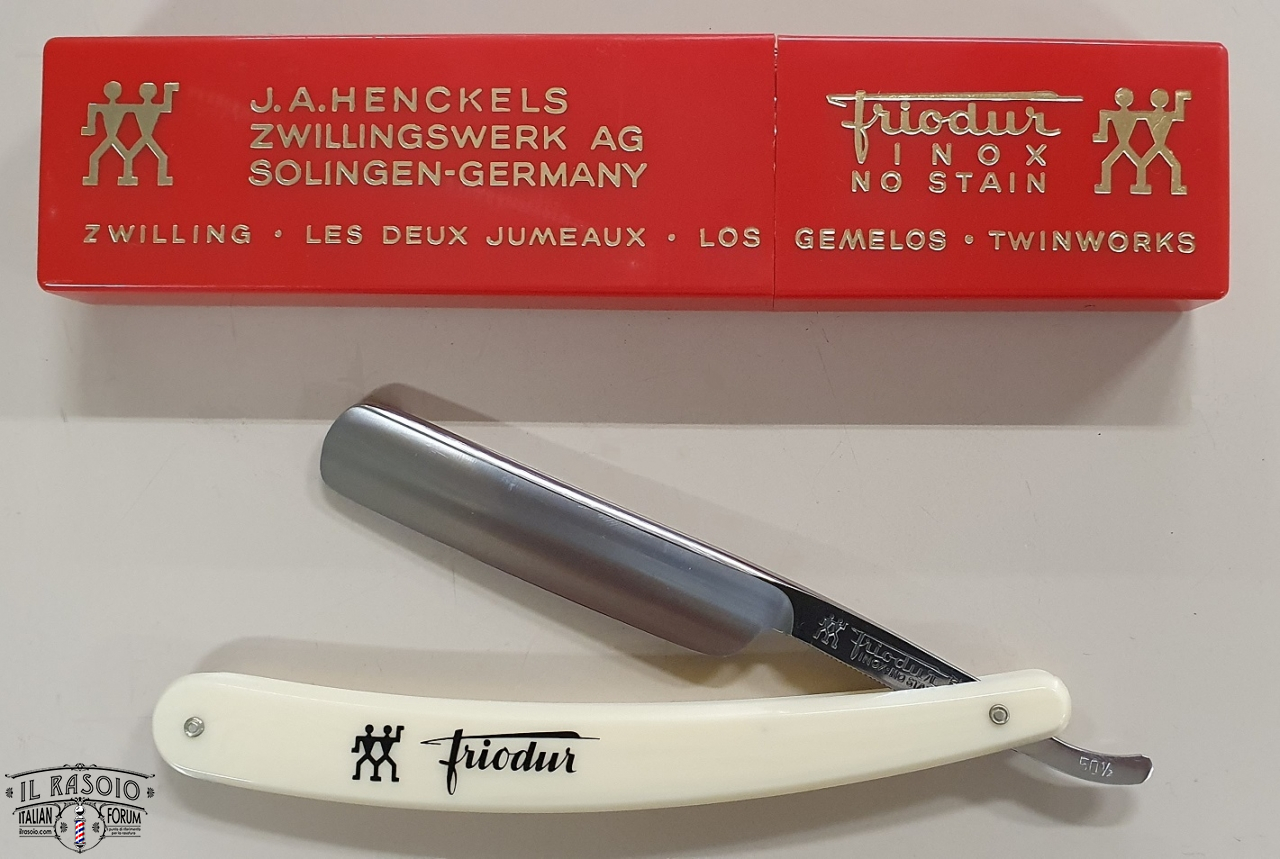 J.A.HENCKELS
ZWILLINGSWERK AG
SOLINGEN-GERMANY
friodur
INOX
NO STAIN
ZWILLING · LES DEUX JUMEAUX · LOS GEMELOS · TWINWORKS
friodur
INOX-NO STAI
friodur
50½
IL RASOIO
ITALIAN FORUM
ilrasoio.com